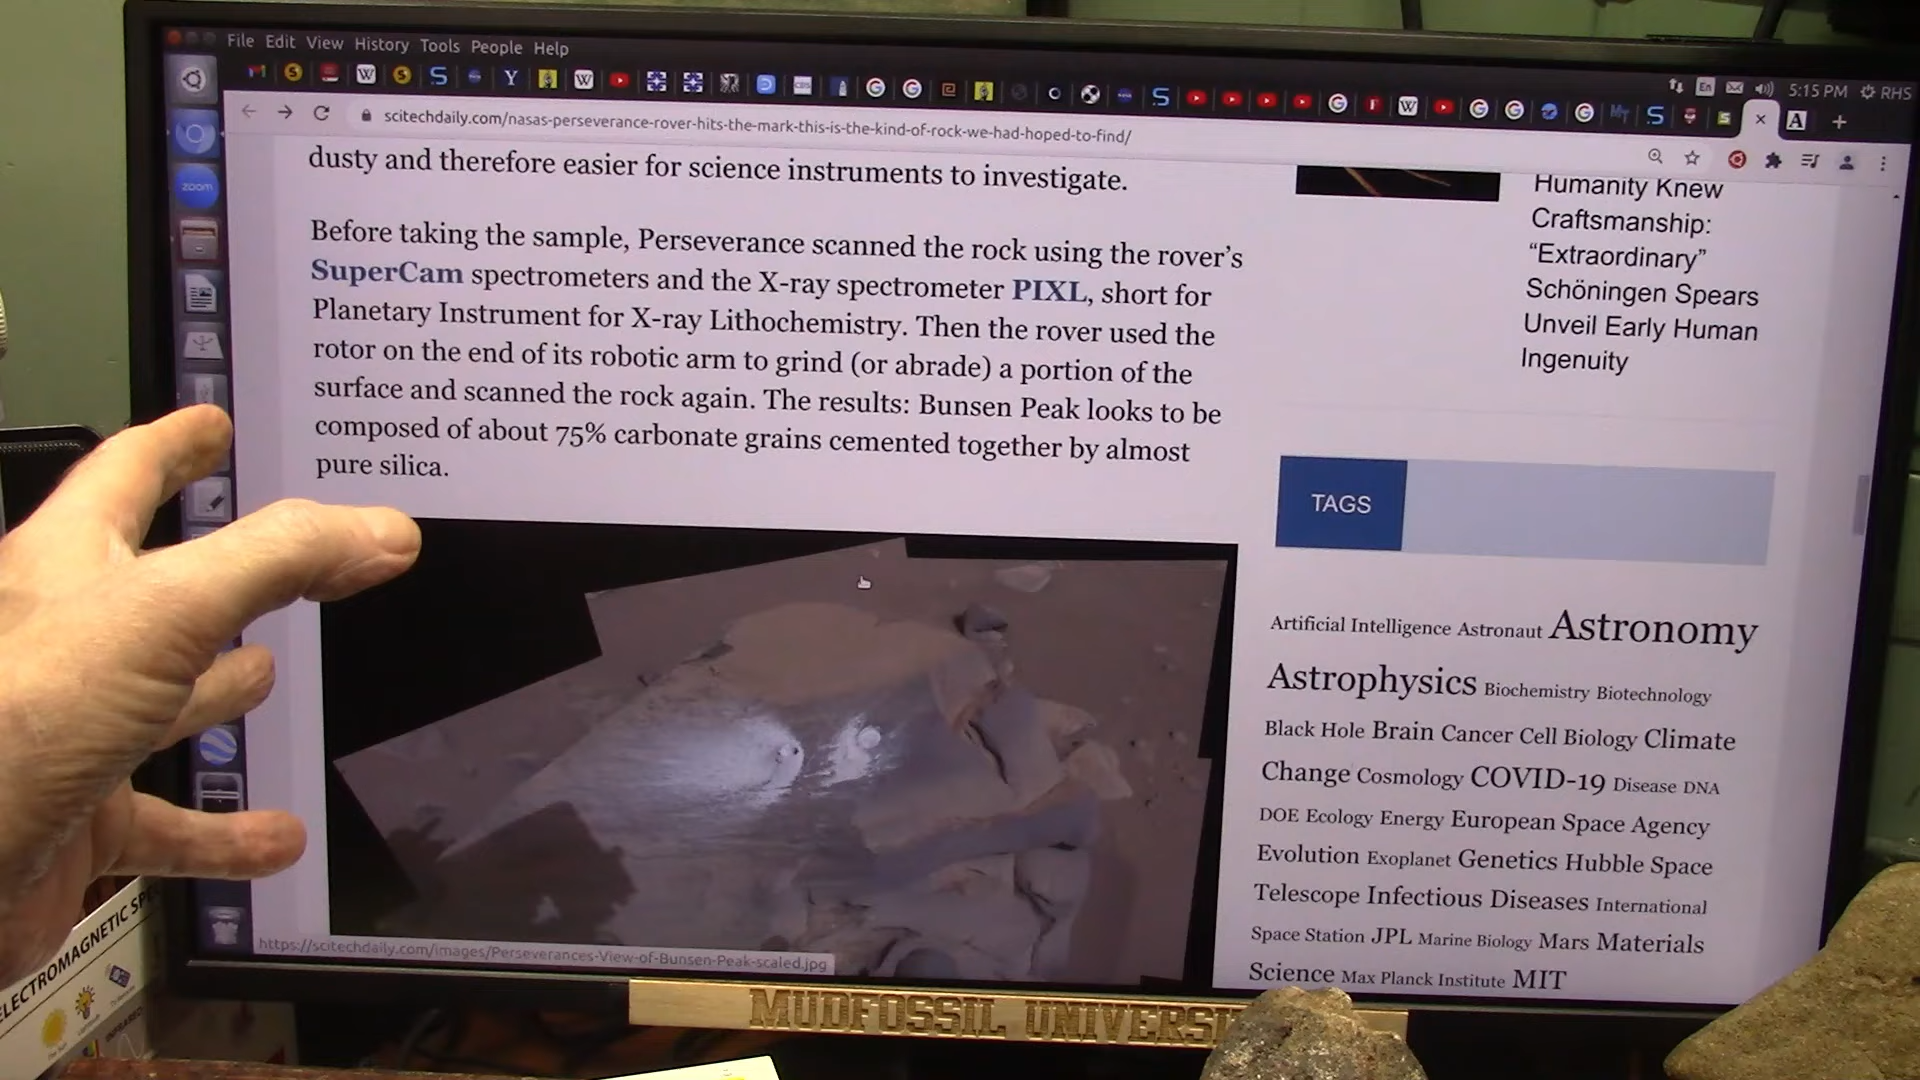 File Edit View History Tools People Help
5:15 PM RHS
scitechdaily.com/nasas-perseverance-rover-hits-the-mark-this-is-the-kind-of-rock-we-had-hoped-to-find/
zoom
dusty and therefore easier for science instruments to investigate.
Before taking the sample, Perseverance scanned the rock using the rover's
SuperCam spectrometers and the X-ray spectrometer PIXL, short for
Planetary Instrument for X-ray Lithochemistry. Then the rover used the
rotor on the end of its robotic arm to grind (or abrade) a portion of the
surface and scanned the rock again. The results: Bunsen Peak looks to be
composed of about 75% carbonate grains cemented together by almost
pure silica.
Humanity Knew
Craftsmanship:
“Extraordinary”
Schöningen Spears
Unveil Early Human
Ingenuity
TAGS
Artificial Intelligence Astronaut Astronomy
Astrophysics Biochemistry Biotechnology
Black Hole Brain Cancer Cell Biology Climate
Change Cosmology COVID-19 Disease DNA
DOE Ecology Energy European Space Agency
Evolution Exoplanet Genetics Hubble Space
Telescope Infectious Diseases International
Space Station JPL Marine Biology Mars Materials
Science Max Planck Institute MIT
https://scitechdaily.com/images/Perseverances-View-of-Bunsen-Peak-scaled.jpg
ELECTROMAGNETIC SP
MUDFOSSIL UNIVERSI